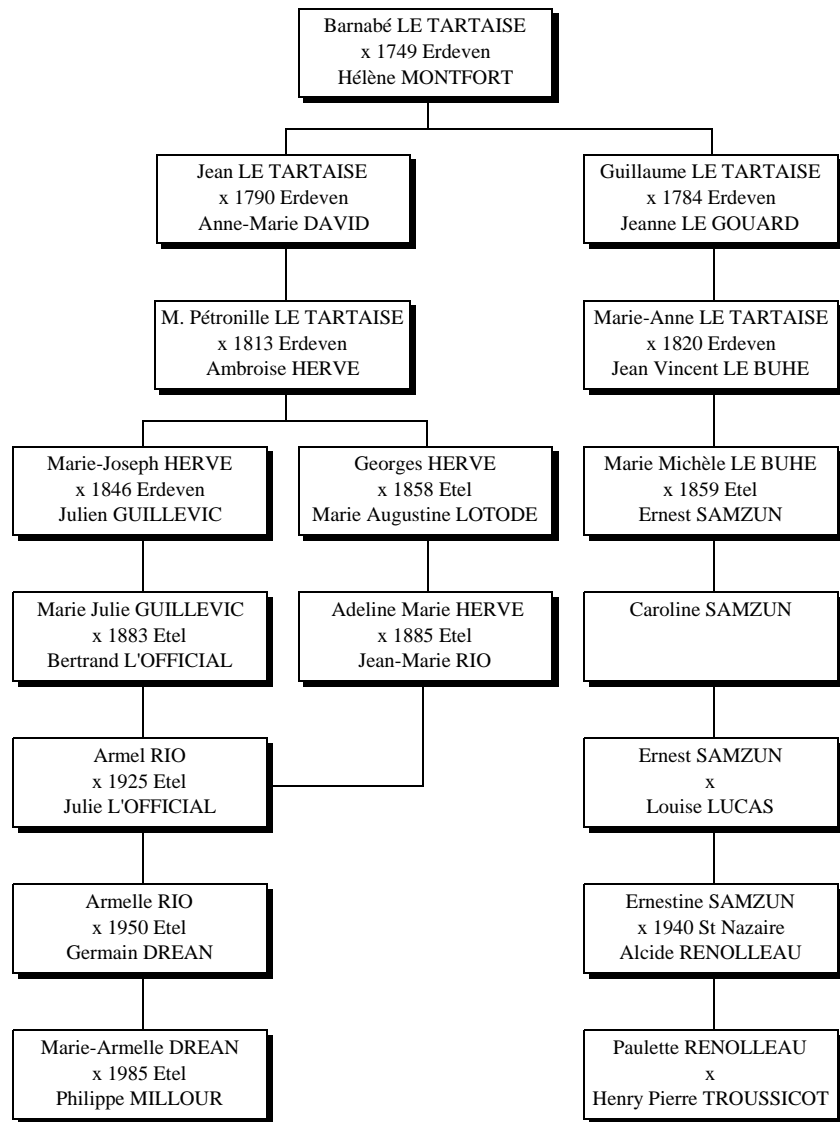 Barnabé LE TARTAISE
x 1749 Erdeven
Hélène MONTFORT
Jean LE TARTAISE
x 1790 Erdeven
Anne-Marie DAVID
Guillaume LE TARTAISE
x 1784 Erdeven
Jeanne LE GOUARD
M. Pétronille LE TARTAISE
x 1813 Erdeven
Ambroise HERVE
Marie-Anne LE TARTAISE
x 1820 Erdeven
Jean Vincent LE BUHE
Marie-Joseph HERVE
x 1846 Erdeven
Julien GUILLEVIC
Georges HERVE
x 1858 Etel
Marie Augustine LOTODE
Marie Michèle LE BUHE
x 1859 Etel
Ernest SAMZUN
Marie Julie GUILLEVIC
x 1883 Etel
Bertrand L'OFFICIAL
Adeline Marie HERVE
x 1885 Etel
Jean-Marie RIO
Caroline SAMZUN
Armel RIO
x 1925 Etel
Julie L'OFFICIAL
Ernest SAMZUN
x
Louise LUCAS
Armelle RIO
x 1950 Etel
Germain DREAN
Ernestine SAMZUN
x 1940 St Nazaire
Alcide RENOLLEAU
Marie-Armelle DREAN
x 1985 Etel
Philippe MILLOUR
Paulette RENOLLEAU
x
Henry Pierre TROUSSICOT